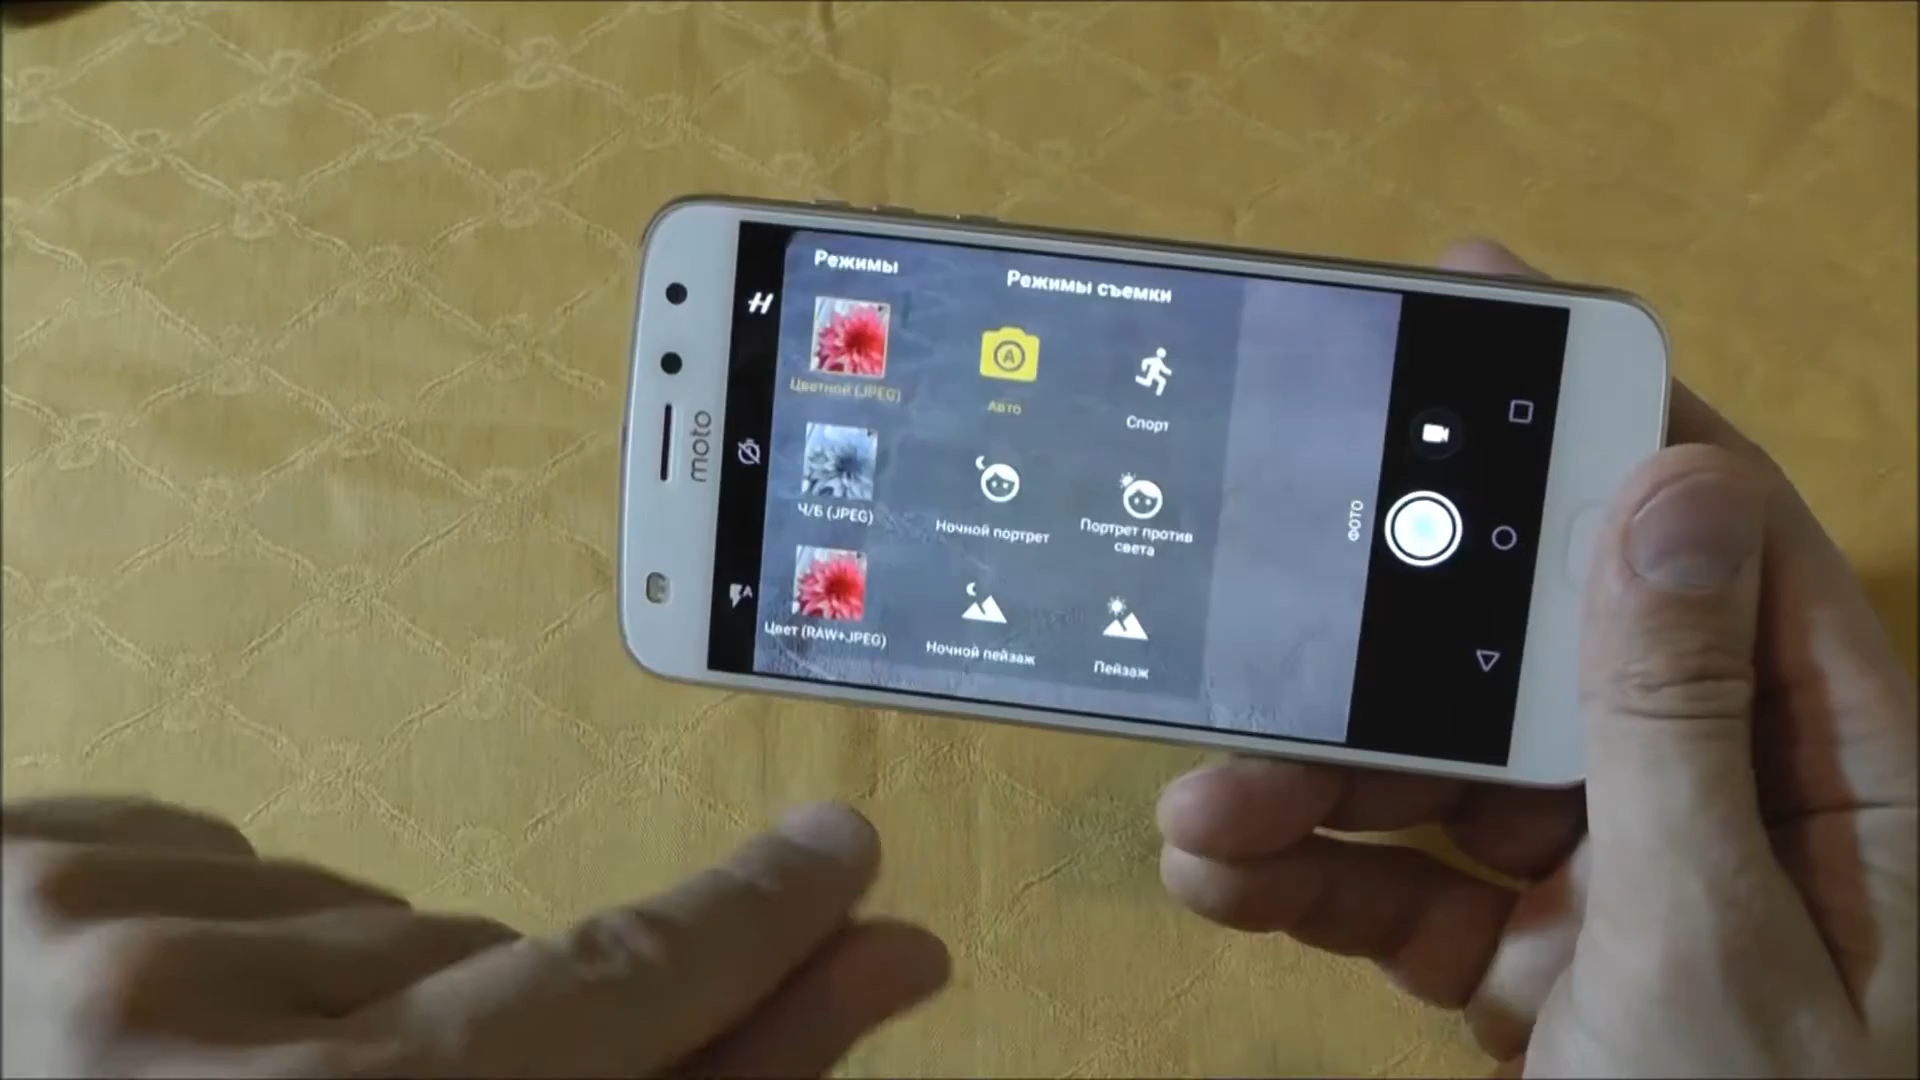 moto
H
Режимы
Режимы съемки
Цветной (JPEG)
Авто
Спорт
Ч/Б (JPEG)
Ночной портрет
Портрет против
света
Цвет (RAW+JPEG)
Ночной пейзаж
Пейзаж
A
A
ФОТО